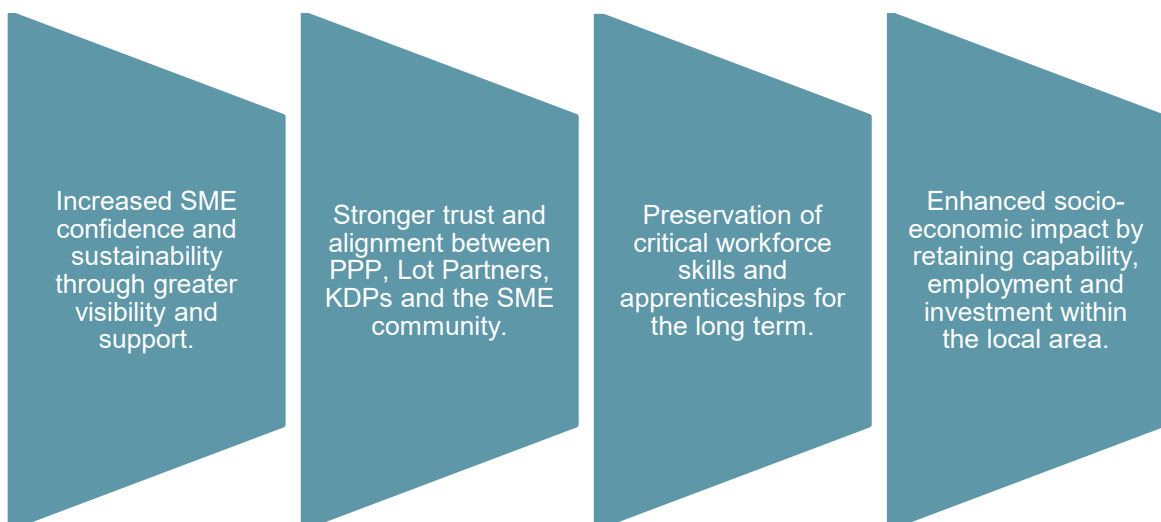 Increased SME
confidence and
sustainability
through greater
visibility and
support.
Stronger trust and
alignment between
PPP, Lot Partners,
KDPs and the SME
community.
Preservation of
critical workforce
skills and
apprenticeships for
the long term.
Enhanced socio-
economic impact by
retaining capability,
employment and
investment within
the local area.